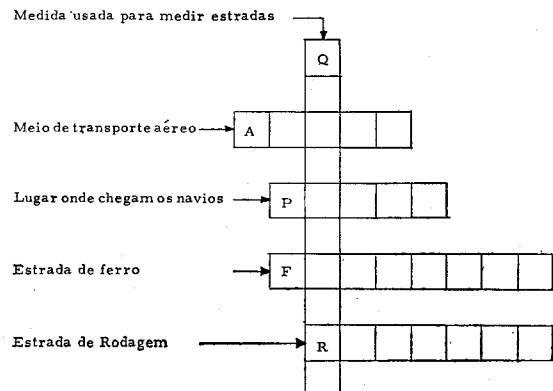 Medida usada para medir estradas
Q
Meio de transporte aéreo
A
Lugar onde chegam os navios
P
Estrada de ferro
F
Estrada de Rodagem
R